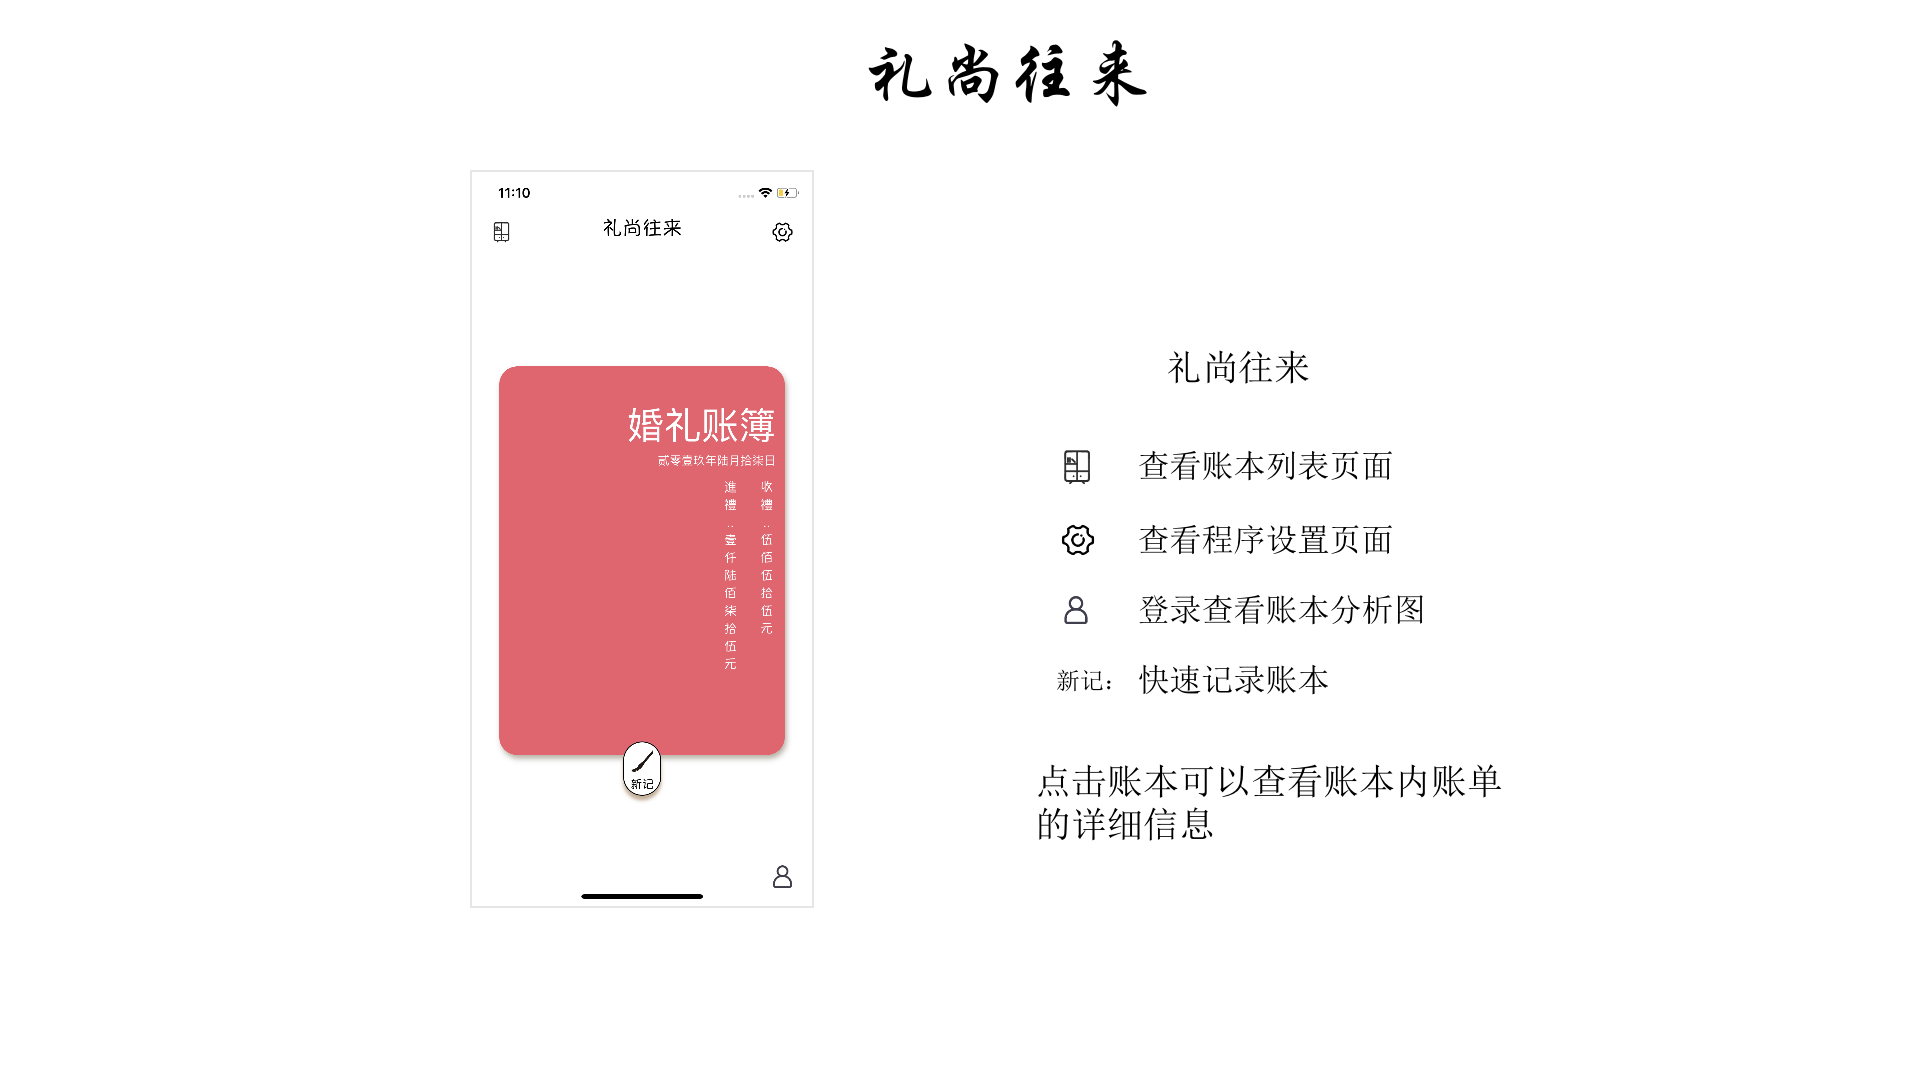 礼尚往来
11:10
礼尚往来
婚礼账簿
贰零壹玖年陆月拾柒日
收禮:伍佰伍拾伍元
進禮:壹仟陆佰柒拾伍元
新记
礼尚往来
查看账本列表页面
查看程序设置页面
登录查看账本分析图
新记： 快速记录账本
点击账本可以查看账本内账单
的详细信息